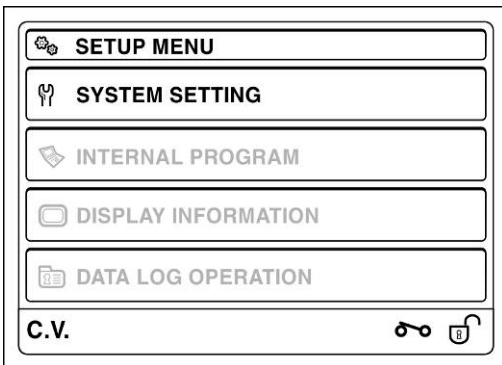 SETUP MENU
SYSTEM SETTING
INTERNAL PROGRAM
DISPLAY INFORMATION
DATA LOG OPERATION
C.V.